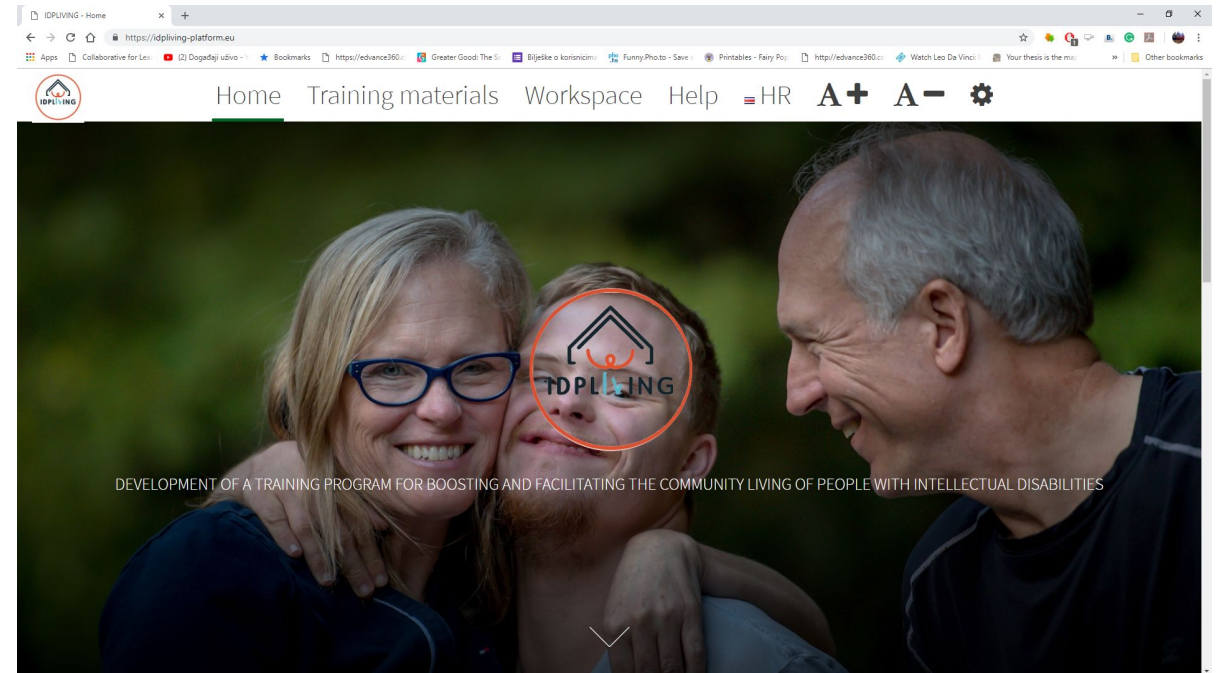 IDPLIVING - Home
https://idpliving-platform.eu
Apps Collaborative for Lea (2) Događaji uživo - Bookmarks https://edvance360.c Greater Good: The Sc Bilješke o korisnicima Funny.Pho.to - Save Printables - Fairy Pop http://edvance360.co Watch Leo Da Vinci: Your thesis is the ma » Other bookmarks
IDPLIVING
Home Training materials Workspace Help HR A+ A-
IDPLIVING
DEVELOPMENT OF A TRAINING PROGRAM FOR BOOSTING AND FACILITATING THE COMMUNITY LIVING OF PEOPLE WITH INTELLECTUAL DISABILITIES